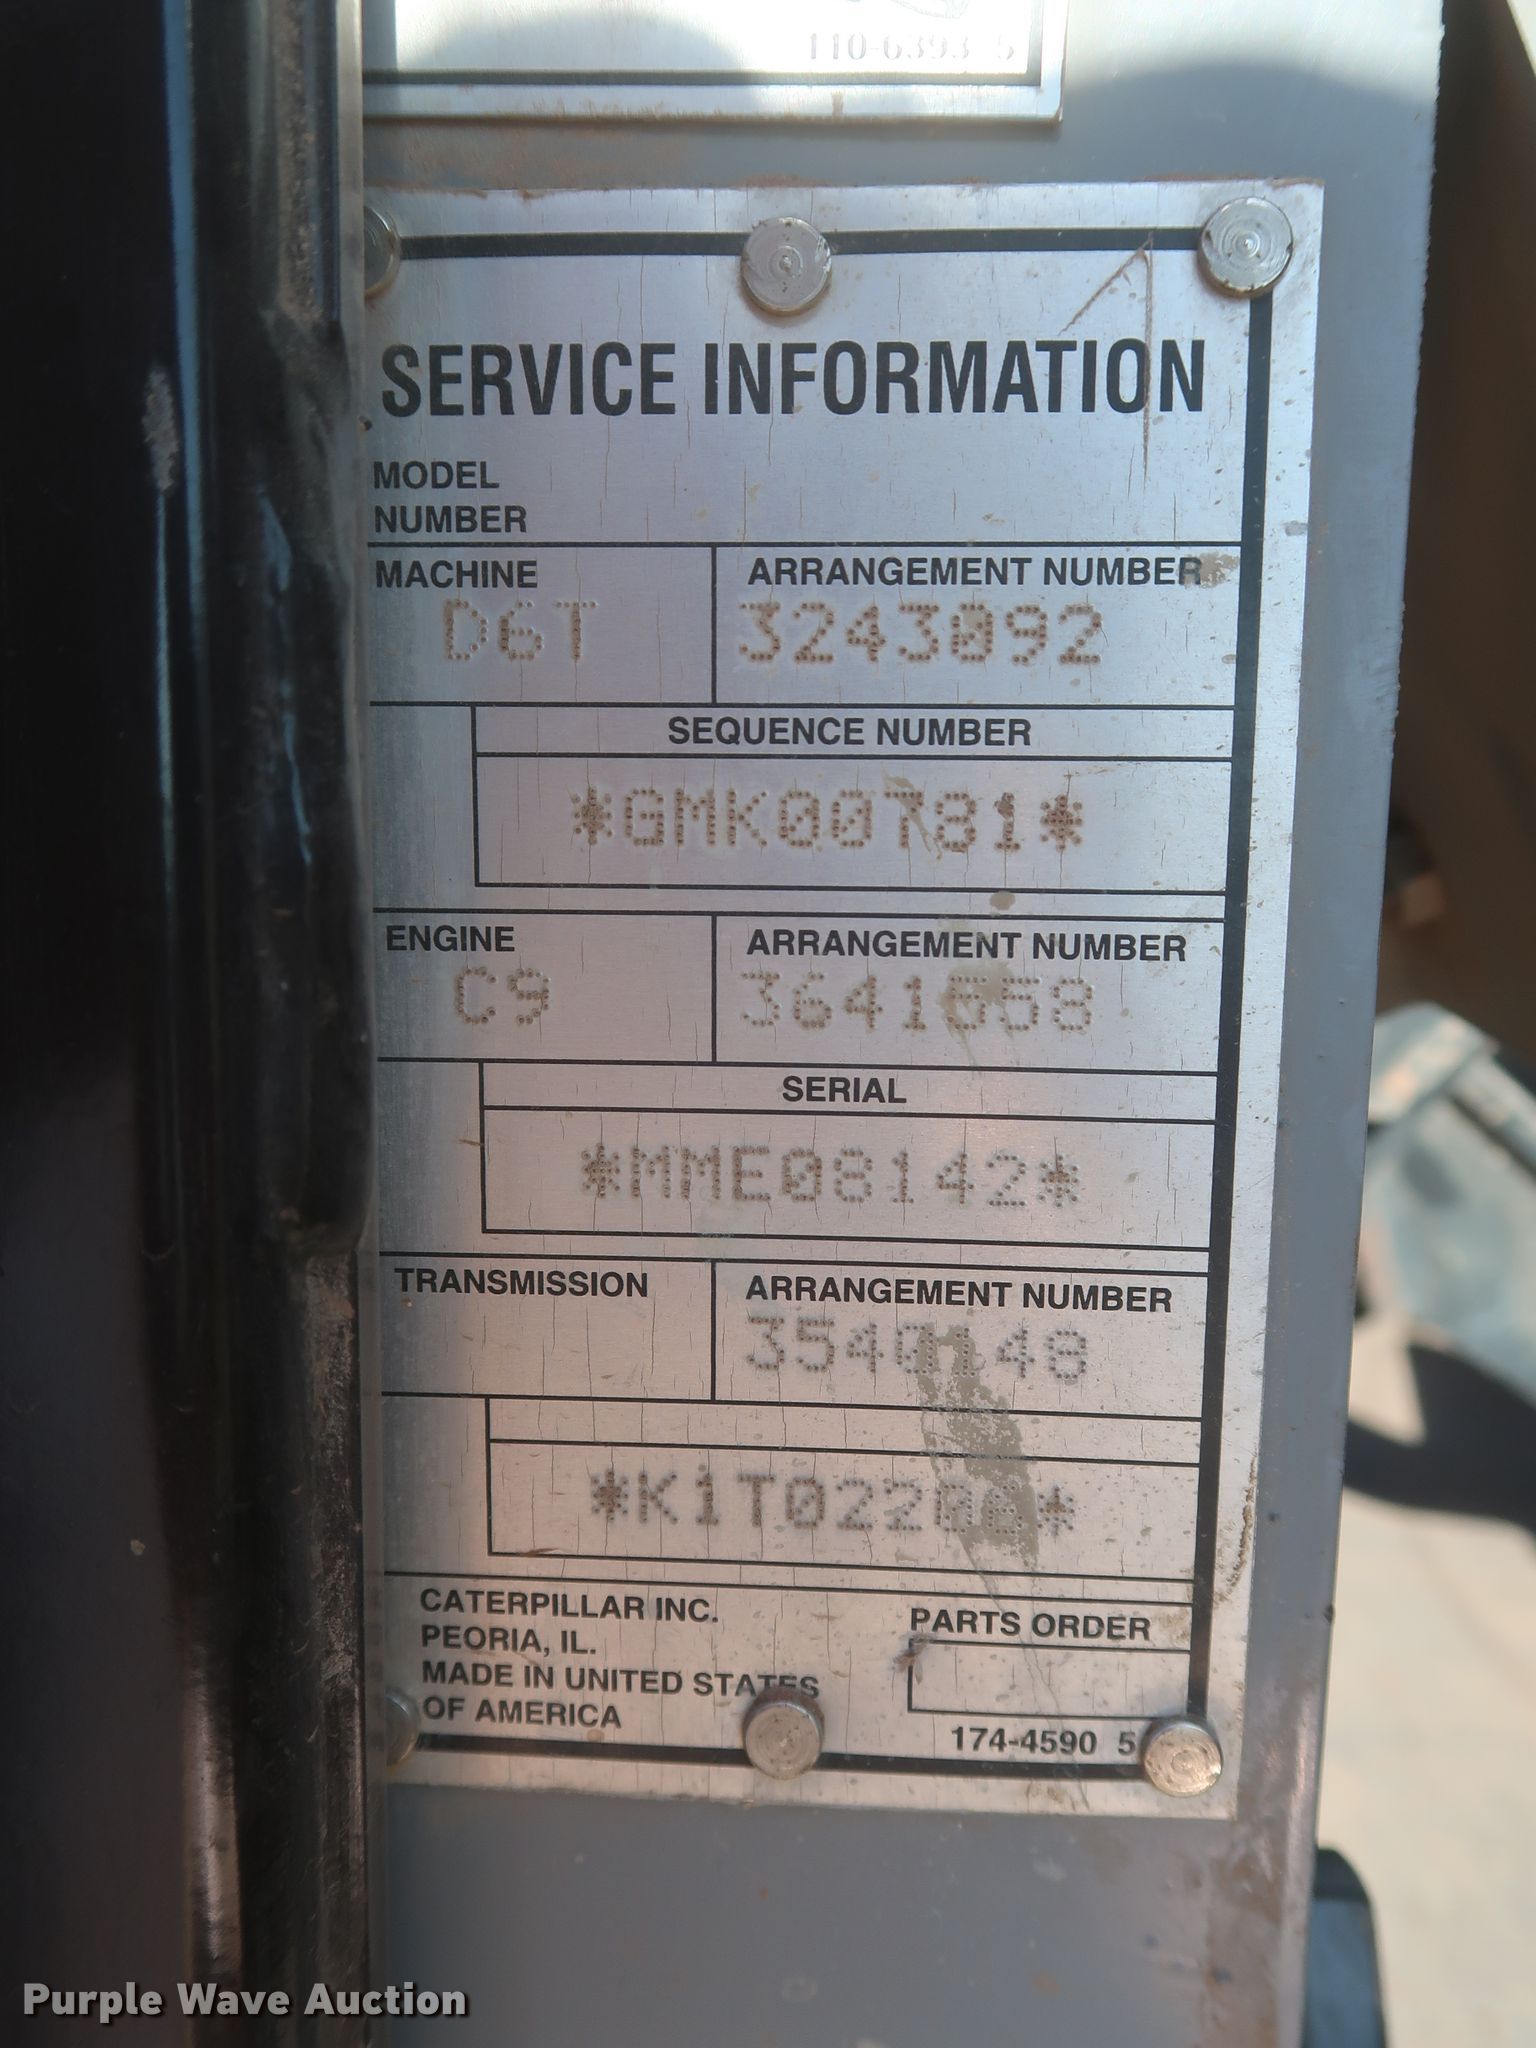 110-6393 5
SERVICE INFORMATION
MODEL
NUMBER
MACHINE
ARRANGEMENT NUMBER
D6T
3243092
SEQUENCE NUMBER
*GMK00781*
ENGINE
ARRANGEMENT NUMBER
C9
3641658
SERIAL
*MME08142*
TRANSMISSION
ARRANGEMENT NUMBER
3540148
CATERPILLAR INC.
PEORIA, IL.
MADE IN UNITED STATES
OF AMERICA
PARTS ORDER
174-4590 5
Purple Wave Auction